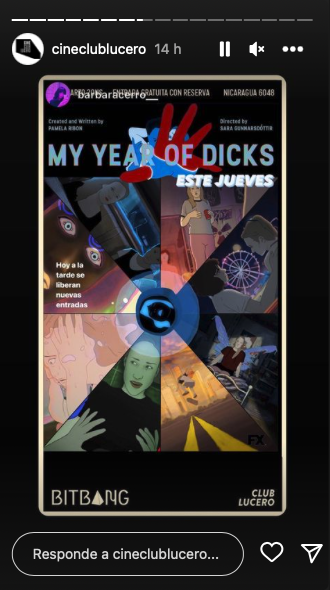 cineclublucero 14 h
ENTRADA GRATUITA CON RESERVA NICARAGUA 6048
barbaracerro__
Created and Written by
PAMELA RIBON
Directed by
SARA GUNNARSDÓTTIR
MY YEAR OF DICKS
ESTE JUEVES
Hoy a la
tarde se
liberan
nuevas
entradas
FX
BITBANG
CLUB
LUCERO
Responde a cineclublucero...